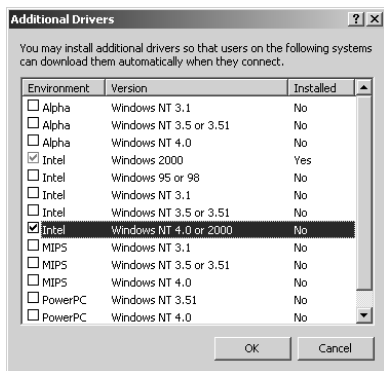 Additional Drivers
You may install additional drivers so that users on the following systems
can download them automatically when they connect.
Environment Version Installed
Alpha Windows NT 3.1 No
Alpha Windows NT 3.5 or 3.51 No
Alpha Windows NT 4.0 No
Intel Windows 2000 Yes
Intel Windows 95 or 98 No
Intel Windows NT 3.1 No
Intel Windows NT 3.5 or 3.51 No
Intel Windows NT 4.0 or 2000 No
MIPS Windows NT 3.1 No
MIPS Windows NT 3.5 or 3.51 No
MIPS Windows NT 4.0 No
PowerPC Windows NT 3.51 No
PowerPC Windows NT 4.0 No
OK Cancel